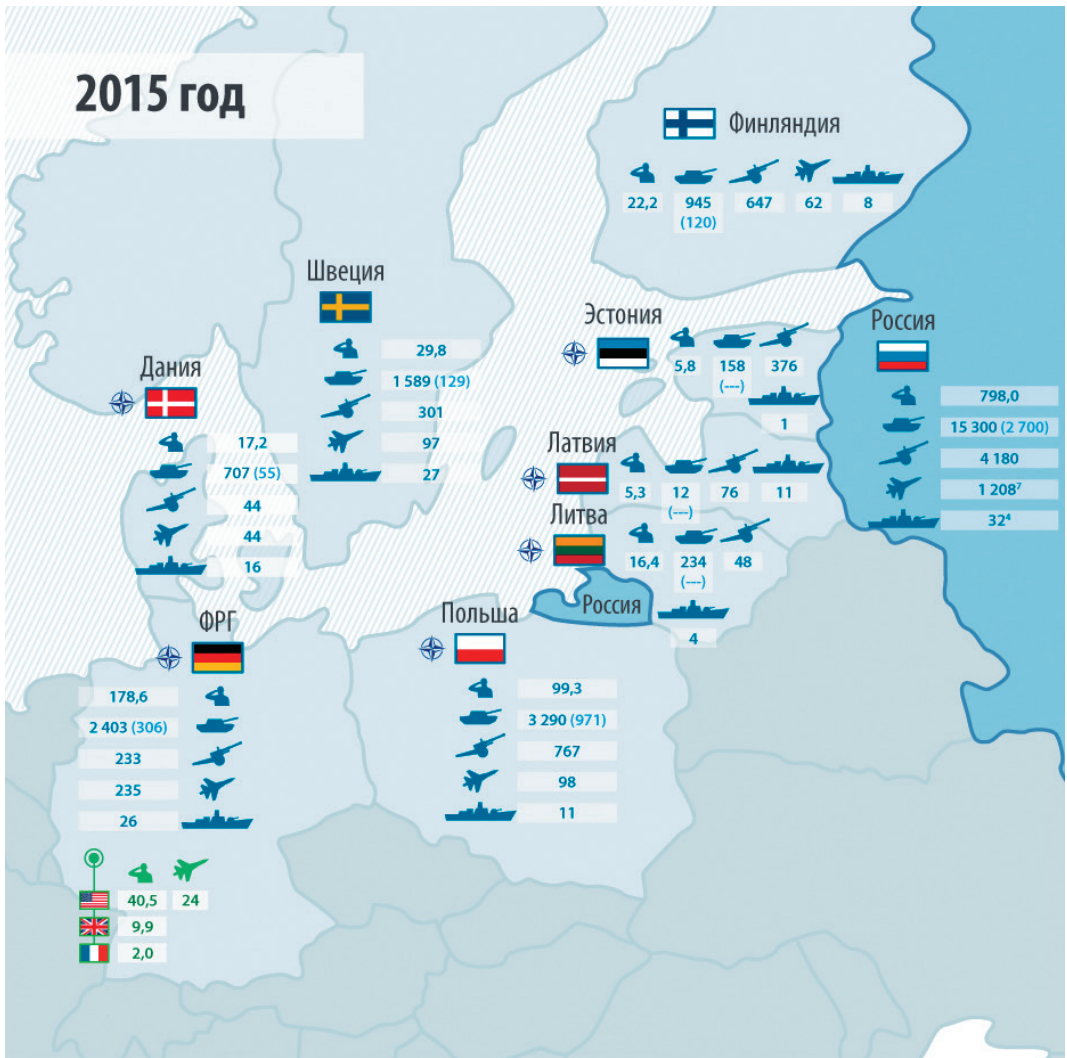 2015 год
Финляндия
22,2 945 647 62 8
(120)
Швеция
29,8
1 589 (129)
301
97
27
Эстония
5,8 158 376
(---)
1
Россия
798,0
15 300 (2 700)
4 180
1 208⁷
32⁴
Дания
17,2
707 (55)
44
44
16
Латвия
5,3 12 76 11
(---)
Литва
16,4 234 48
(---)
4
Россия
ФРГ
178,6
2 403 (306)
233
235
26
Польша
99,3
3 290 (971)
767
98
11
40,5 24
9,9
2,0